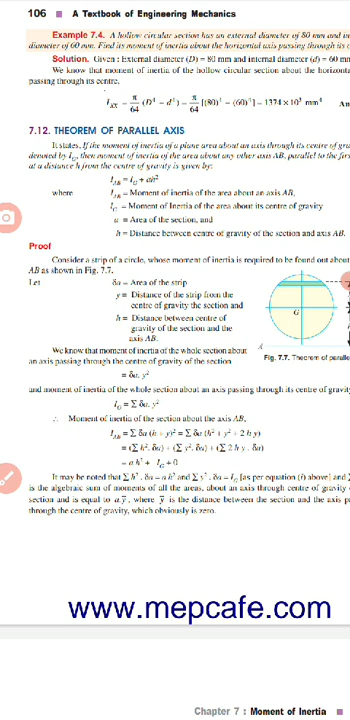 106 ■ A Textbook of Engineering Mechanics
Example 7.4. A hollow circular section has an external diameter of 80 mm and in
diameter of 60 mm. Find its moment of inertia about the horizontal axis passing through its c
Solution. Given : External diameter (D) = 80 mm and internal diameter (d) = 60 mm
We know that moment of inertia of the hollow circular section about the horizonta
passing through its centre.
I_XX = π/64 (D⁴ – d⁴) = π/64 [(80)⁴ – (60)⁴] = 1374 × 10³ mm⁴ An
7.12. THEOREM OF PARALLEL AXIS
It states, If the moment of inertia of a plane area about an axis through its centre of gra
denoted by I_G, then moment of inertia of the area about any other axis AB, parallel to the firs
at a distance h from the centre of gravity is given by:
I_AB = I_G + ah²
where I_AB = Moment of inertia of the area about an axis AB,
I_G = Moment of Inertia of the area about its centre of gravity
a = Area of the section, and
h = Distance between centre of gravity of the section and axis AB.
Proof
Consider a strip of a circle, whose moment of inertia is required to be found out about
AB as shown in Fig. 7.7.
Let δa = Area of the strip
y = Distance of the strip from the
centre of gravity the section and
h = Distance between centre of
gravity of the section and the
axis AB.
G
A
We know that moment of inertia of the whole section about
an axis passing through the centre of gravity of the section
Fig. 7.7. Theorem of paralle
= δa. y²
and moment of inertia of the whole section about an axis passing through its centre of gravity
I_G = Σ δa. y²
∴ Moment of inertia of the section about the axis AB,
I_AB = Σ δa (h + y)² = Σ δa (h² + y² + 2 h y)
= (Σ h². δa) + (Σ y². δa) + (Σ 2 h y . δa)
= a h² + I_G + 0
It may be noted that Σ h² . δa = a h² and Σ y² . δa = I_G [as per equation (i) above] and Σ
is the algebraic sum of moments of all the areas, about an axis through centre of gravity
section and is equal to a.y̅, where y̅ is the distance between the section and the axis p
through the centre of gravity, which obviously is zero.
www.mepcafe.com
Chapter 7 : Moment of Inertia ■